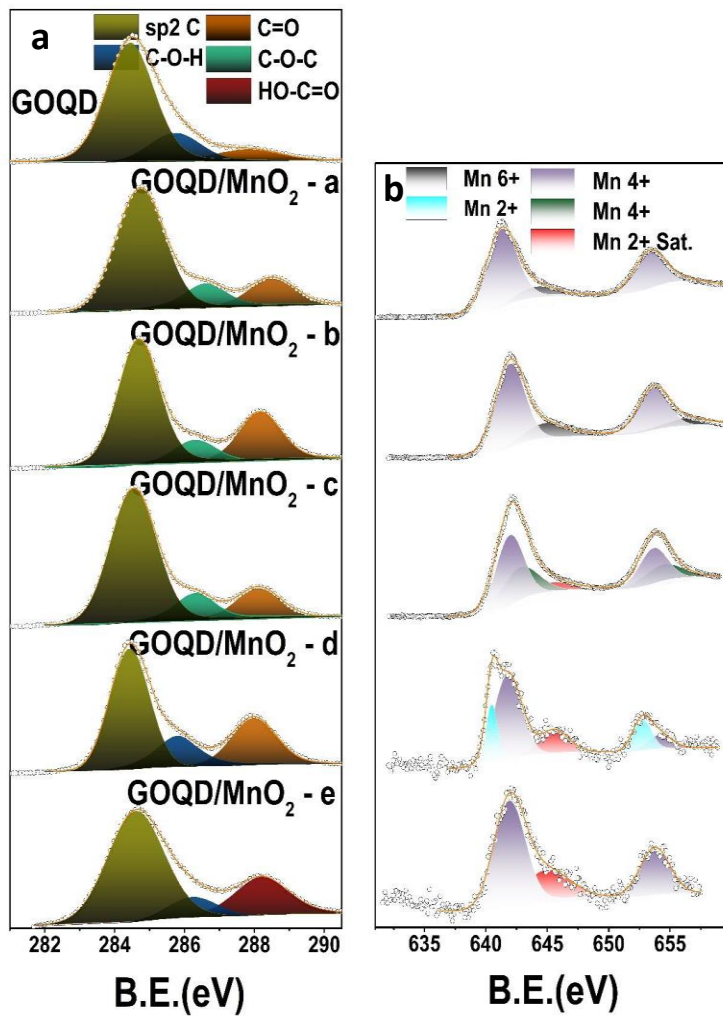 a
sp2 C
C=O
C-O-H
C-O-C
HO-C=O
GOQD
GOQD/MnO₂ - a
GOQD/MnO₂ - b
GOQD/MnO₂ - c
GOQD/MnO₂ - d
GOQD/MnO₂ - e
282 284 286 288 290
B.E.(eV)
b
Mn 6+
Mn 4+
Mn 2+
Mn 4+
Mn 2+ Sat.
635 640 645 650 655
B.E.(eV)